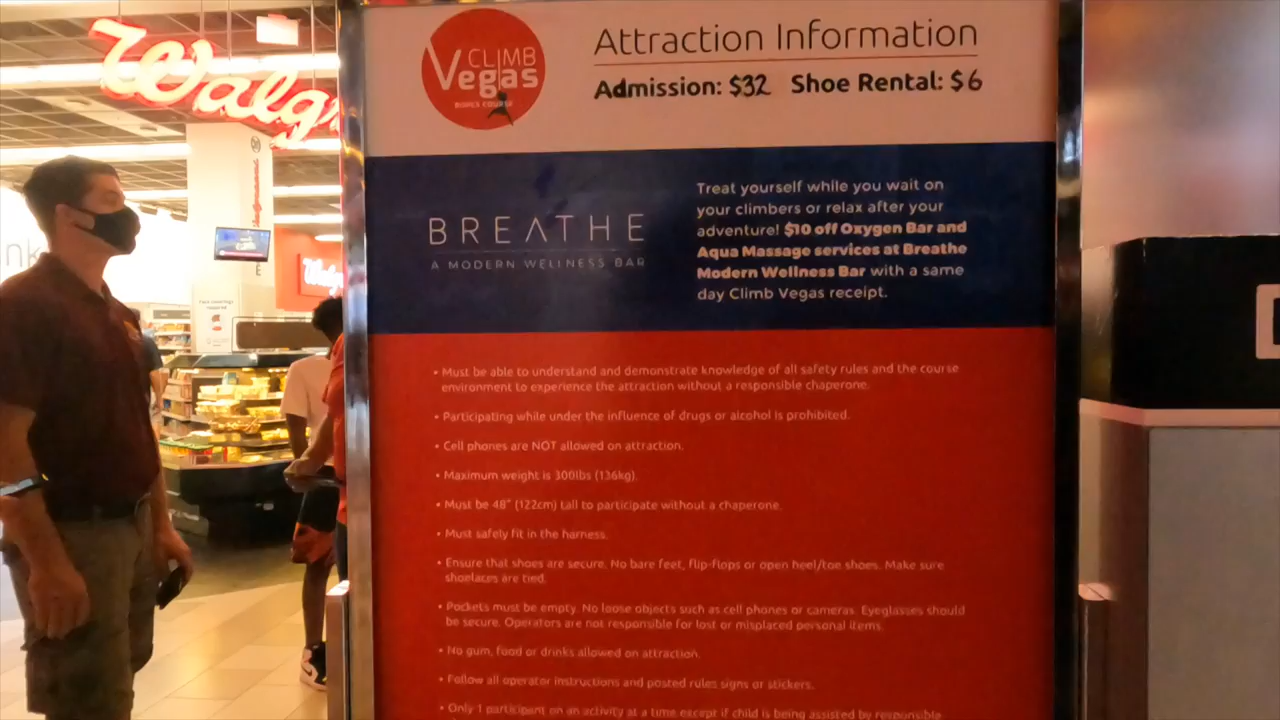 Walg
CLIMB
Vegas
ROPES COURSE
Attraction Information
Admission: $32 Shoe Rental: $6
BREATHE
A MODERN WELLNESS BAR
Treat yourself while you wait on
your climbers or relax after your
adventure! $10 off Oxygen Bar and
Aqua Massage services at Breathe
Modern Wellness Bar with a same
day Climb Vegas receipt.
• Must be able to understand and demonstrate knowledge of all safety rules and the course
environment to experience the attraction without a responsible chaperone.
• Participating while under the influence of drugs or alcohol is prohibited.
• Cell phones are NOT allowed on attraction.
• Maximum weight is 300lbs (136kg).
• Must be 48" (122cm) tall to participate without a chaperone.
• Must safely fit in the harness.
• Ensure that shoes are secure. No bare feet, flip-flops or open heel/toe shoes. Make sure
shoelaces are tied.
• Pockets must be empty. No loose objects such as cell phones or cameras. Eyeglasses should
be secure. Operators are not responsible for lost or misplaced personal items.
• No gum, food or drinks allowed on attraction.
• Follow all operator instructions and posted rules signs or stickers.
• Only 1 participant on an activity at a time except if child is being assisted by responsible